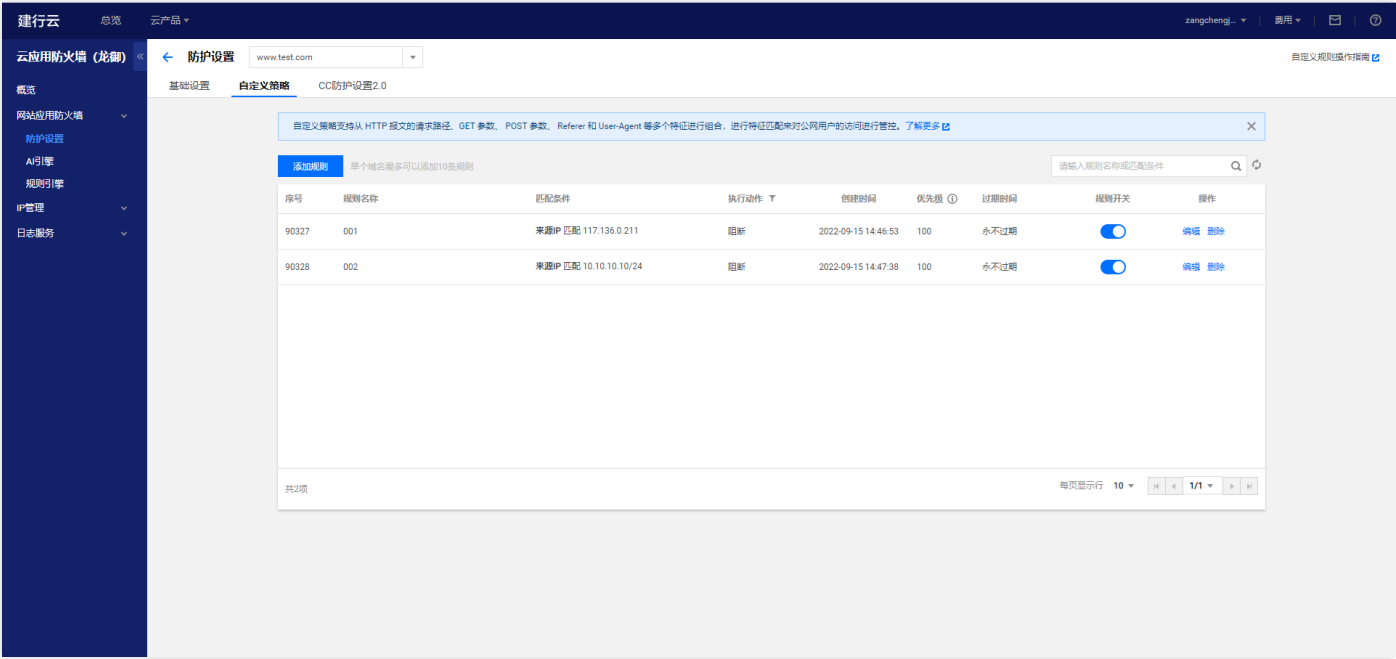 建行云 总览 云产品 zangchengj... 费用
云应用防火墙（龙御） « 防护设置 www.test.com 自定义规则操作指南
基础设置 自定义策略 CC防护设置2.0
概览
网站应用防火墙
防护设置
AI引擎
规则引擎
IP管理
日志服务
自定义策略支持从 HTTP 报文的请求路径、GET 参数、 POST 参数、 Referer 和 User-Agent 等多个特征进行组合，进行特征匹配来对公网用户的访问进行管控。了解更多
添加规则 单个域名最多可以添加10条规则 请输入规则名称或匹配条件
序号 规则名称 匹配条件 执行动作 创建时间 优先级 过期时间 规则开关 操作
90327 001 来源IP 匹配 117.136.0.211 阻断 2022-09-15 14:46:53 100 永不过期 编辑 删除
90328 002 来源IP 匹配 10.10.10.10/24 阻断 2022-09-15 14:47:38 100 永不过期 编辑 删除
共2项 每页显示行 10 1/1